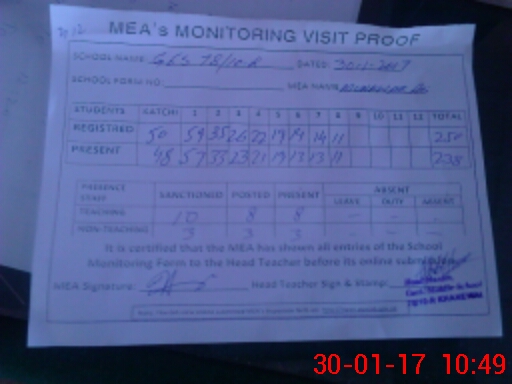 MEA's MONITORING VISIT PROOF
SCHOOL NAME GES 78/10-R DATED: 30-1-2017
SCHOOL FORM NO: MEA NAME
STUDENTS KATCHI 1 2 3 4 5 6 7 8 9 10 11 12 TOTAL
REGISTRED 50 59 35 26 22 19 14 14 11 250
PRESENT 48 57 33 23 21 19 13 13 11 238
PRESENCE STAFF SANCTIONED POSTED PRESENT ABSENT
LEAVE DUTY ABSENT
TEACHING 10 8 8 - - -
NON-TEACHING 3 3 3 - - -
It is certified that the MEA has shown all entries of the School
Monitoring Form to the Head Teacher before its online submission.
MEA Signature: Head Teacher Sign & Stamp:
30-01-17 10:49